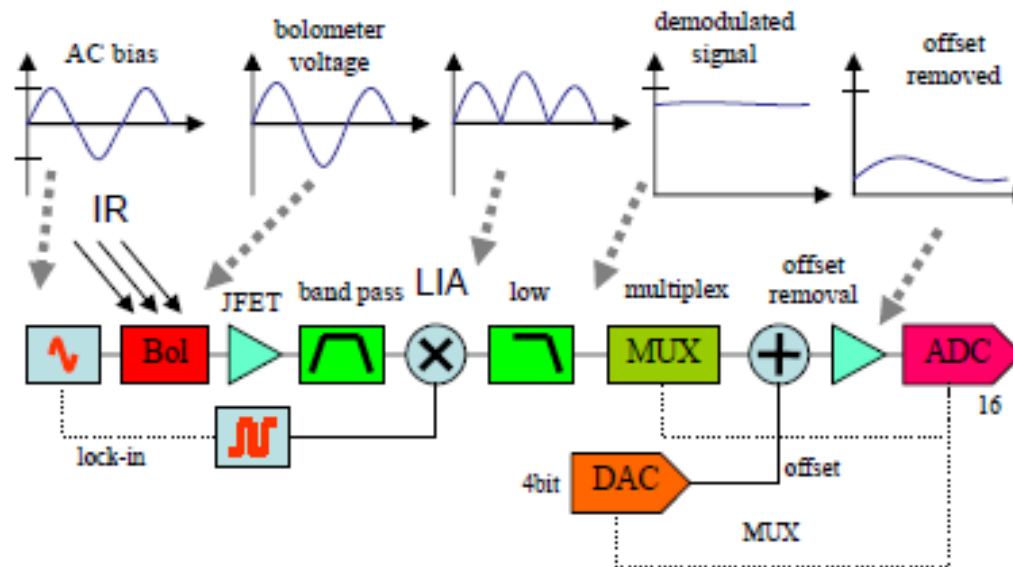 AC bias
bolometer
voltage
demodulated
signal
offset
removed
IR
JFET
band pass
LIA
low
multiplex
offset
removal
Bol
MUX
ADC
16
lock-in
4bit
DAC
offset
MUX